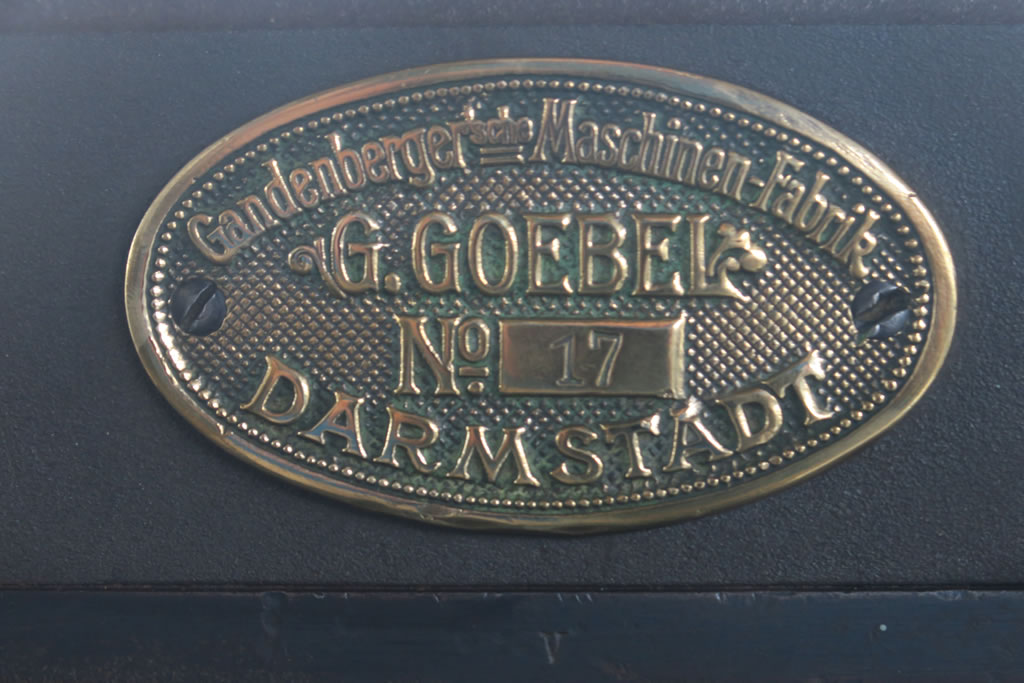 Gandenberger'sche Maschinen-Fabrik
G. GOEBEL
No 17
DARMSTADT
V